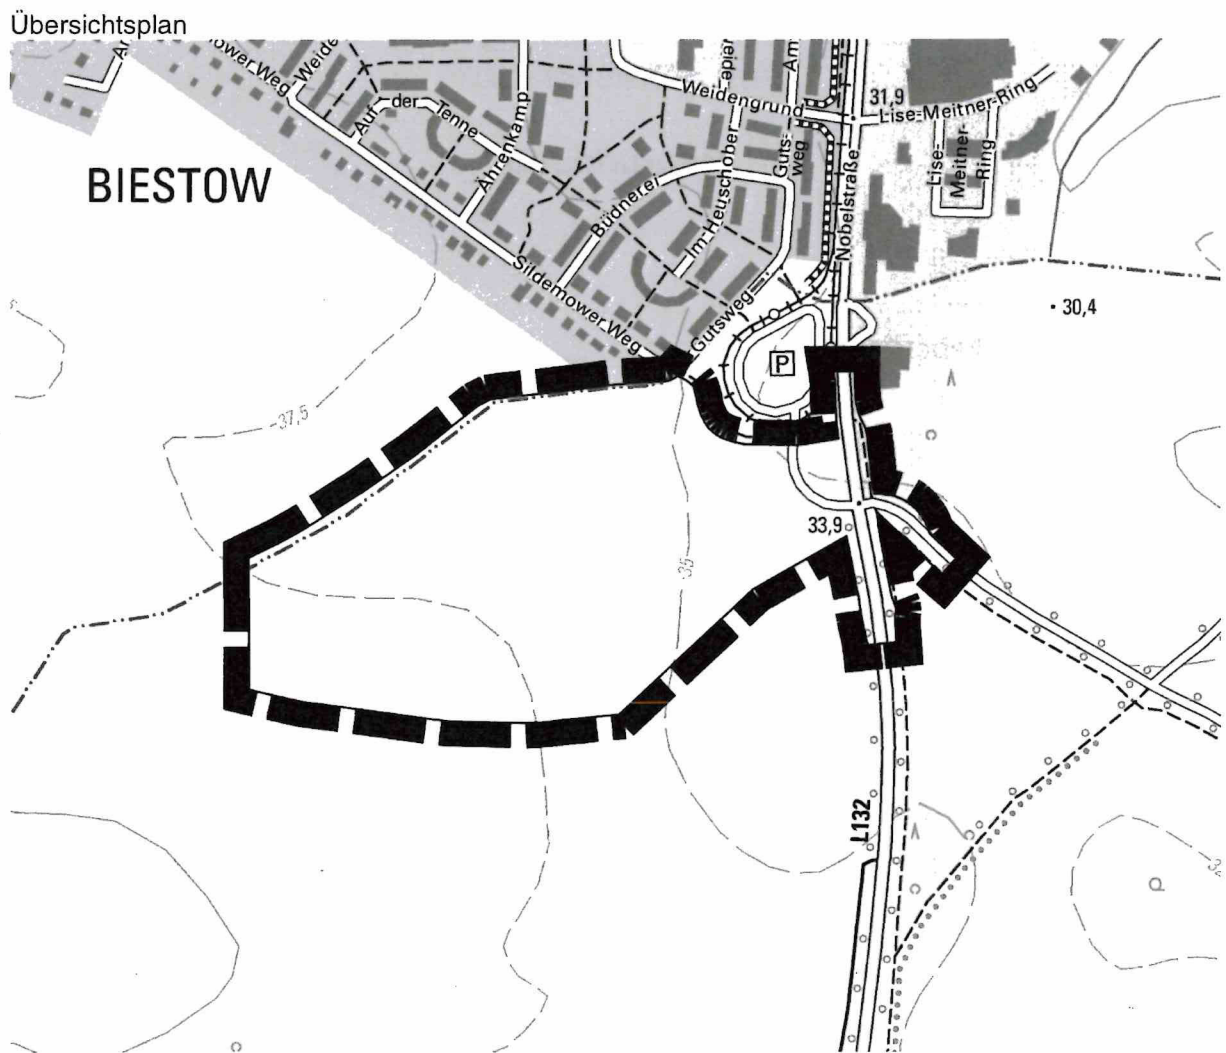 Übersichtsplan
Weidengrund
31,9
Lise-Meitner-Ring
Auf der Tenne
Ährenkamp
Büdnerei
Im Heuschober
Guts-
weg
Nobelstraße
Lise-
Meitner-
Ring
BIESTOW
Sildemower Weg
Gutsweg
30,4
P
37,5
33,9
35
L132